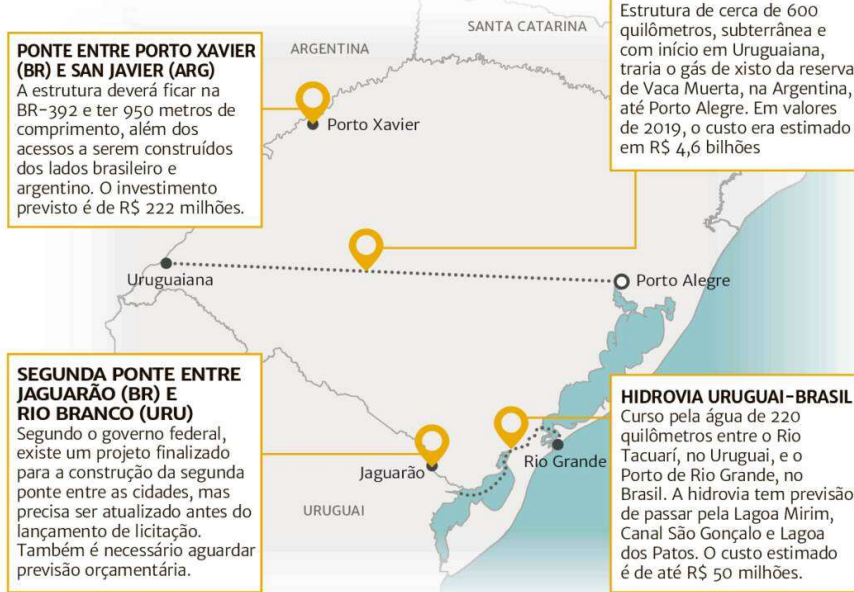 PONTE ENTRE PORTO XAVIER
(BR) E SAN JAVIER (ARG)
A estrutura deverá ficar na
BR-392 e ter 950 metros de
comprimento, além dos
acessos a serem construídos
dos lados brasileiro e
argentino. O investimento
previsto é de R$ 222 milhões.
SANTA CATARINA
ARGENTINA
Porto Xavier
Estrutura de cerca de 600
quilômetros, subterrânea e
com início em Uruguaiana,
traria o gás de xisto da reserva
de Vaca Muerta, na Argentina,
até Porto Alegre. Em valores
de 2019, o custo era estimado
em R$ 4,6 bilhões
Uruguaiana
Porto Alegre
SEGUNDA PONTE ENTRE
JAGUARÃO (BR) E
RIO BRANCO (URU)
Segundo o governo federal,
existe um projeto finalizado
para a construção da segunda
ponte entre as cidades, mas
precisa ser atualizado antes do
lançamento de licitação.
Também é necessário aguardar
previsão orçamentária.
Jaguarão
Rio Grande
URUGUAI
HIDROVIA URUGUAI-BRASIL
Curso pela água de 220
quilômetros entre o Rio
Tacuarí, no Uruguai, e o
Porto de Rio Grande, no
Brasil. A hidrovia tem previsão
de passar pela Lagoa Mirim,
Canal São Gonçalo e Lagoa
dos Patos. O custo estimado
é de até R$ 50 milhões.